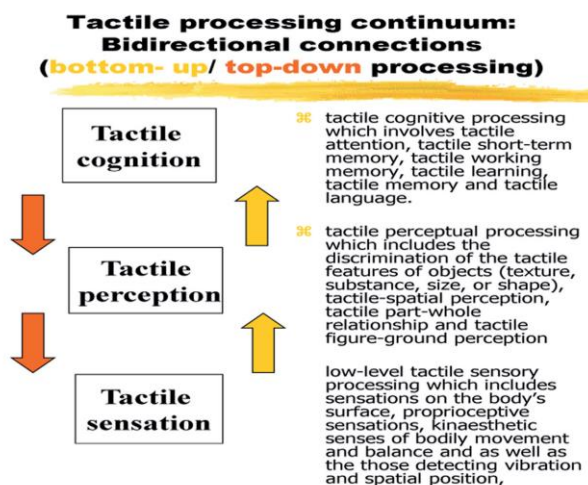 Tactile processing continuum:
Bidirectional connections
(bottom- up/ top-down processing)
Tactile
cognition
Tactile
perception
Tactile
sensation
⌘ tactile cognitive processing
which involves tactile
attention, tactile short-term
memory, tactile working
memory, tactile learning,
tactile memory and tactile
language.
⌘ tactile perceptual processing
which includes the
discrimination of the tactile
features of objects (texture,
substance, size, or shape),
tactile-spatial perception,
tactile part-whole
relationship and tactile
figure-ground perception
low-level tactile sensory
processing which includes
sensations on the body’s
surface, proprioceptive
sensations, kinaesthetic
senses of bodily movement
and balance and as well as
the those detecting vibration
and spatial position,